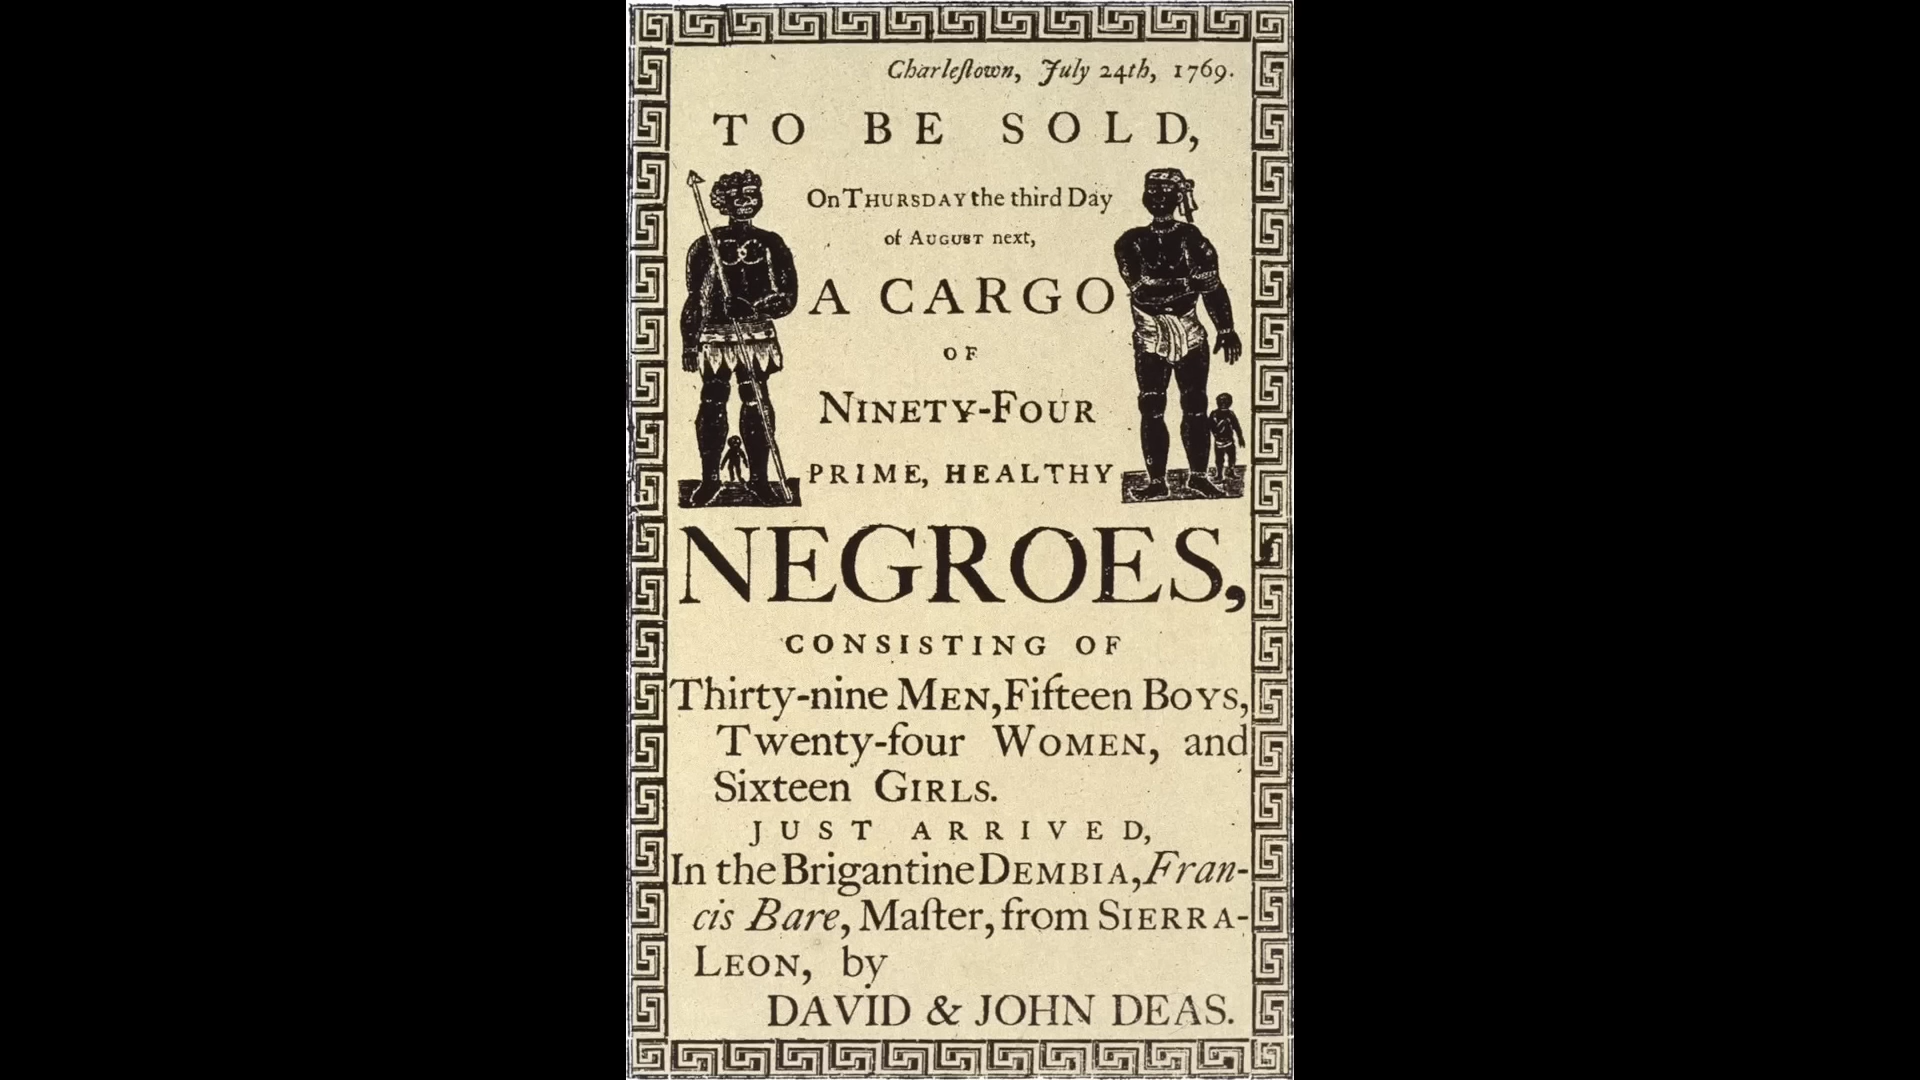 Charleſtown, July 24th, 1769.
TO BE SOLD,
On THURSDAY the third Day
of AUGUST next,
A CARGO
OF
NINETY-FOUR
PRIME, HEALTHY
NEGROES,
CONSISTING OF
Thirty-nine MEN, Fifteen BOYS,
Twenty-four WOMEN, and
Sixteen GIRLS.
JUST ARRIVED,
In the Brigantine DEMBIA, Fran-
cis Bare, Maſter, from SIERRA-
LEON, by
DAVID & JOHN DEAS.